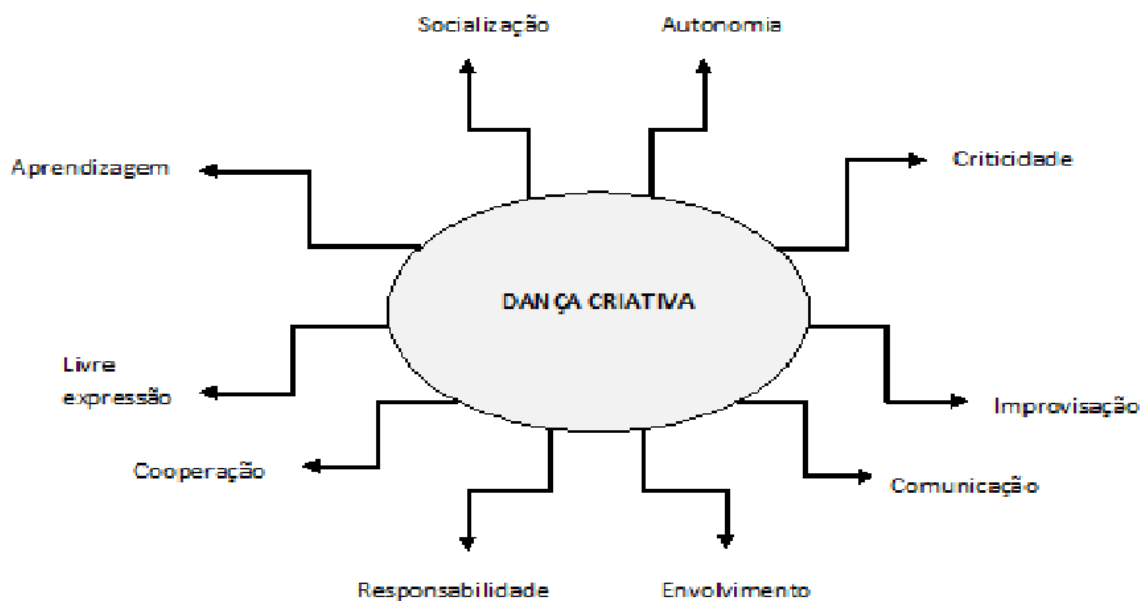 Socialização
Autonomia
Aprendizagem
Criticidade
DANÇA CRIATIVA
Livre
expressão
Improvisação
Cooperação
Comunicação
Responsabilidade
Envolvimento